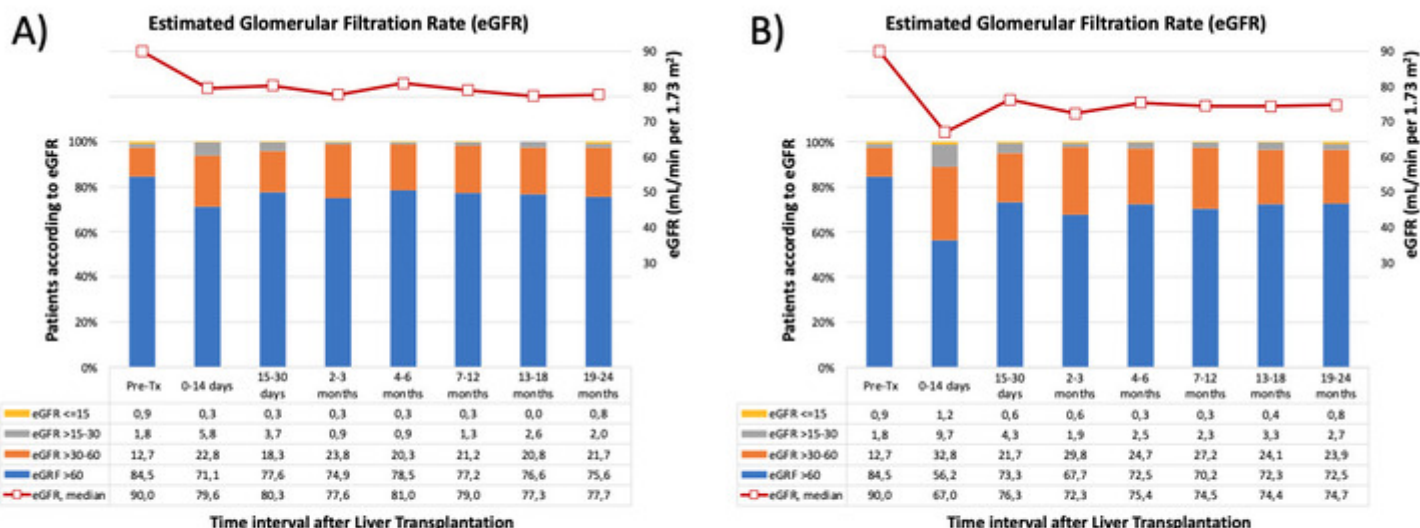 A)
Estimated Glomerular Filtration Rate (eGFR)
90
80
70
60
50
40
30
eGFR (mL/min per 1.73 m²)
Patients according to eGFR
100%
80%
60%
40%
20%
0%
Pre-Tx 0-14 days 15-30 days 2-3 months 4-6 months 7-12 months 13-18 months 19-24 months
eGFR <=15 0,9 0,3 0,3 0,3 0,3 0,3 0,0 0,8
eGFR >15-30 1,8 5,8 3,7 0,9 0,9 1,3 2,6 2,0
eGFR >30-60 12,7 22,8 18,3 23,8 20,3 21,2 20,8 21,7
eGRF >60 84,5 71,1 77,6 74,9 78,5 77,2 76,6 75,6
eGFR, median 90,0 79,6 80,3 77,6 81,0 79,0 77,3 77,7
Time interval after Liver Transplantation
B)
Estimated Glomerular Filtration Rate (eGFR)
90
80
70
60
50
40
30
eGFR (mL/min per 1.73 m²)
Patients according to eGFR
100%
80%
60%
40%
20%
0%
Pre-Tx 0-14 days 15-30 days 2-3 months 4-6 months 7-12 months 13-18 months 19-24 months
eGFR <=15 0,9 1,2 0,6 0,6 0,3 0,3 0,4 0,8
eGFR >15-30 1,8 9,7 4,3 1,9 2,5 2,3 3,3 2,7
eGFR >30-60 12,7 32,8 21,7 29,8 24,7 27,2 24,1 23,9
eGRF >60 84,5 56,2 73,3 67,7 72,5 70,2 72,3 72,5
eGFR, median 90,0 67,0 76,3 72,3 75,4 74,5 74,4 74,7
Time interval after Liver Transplantation